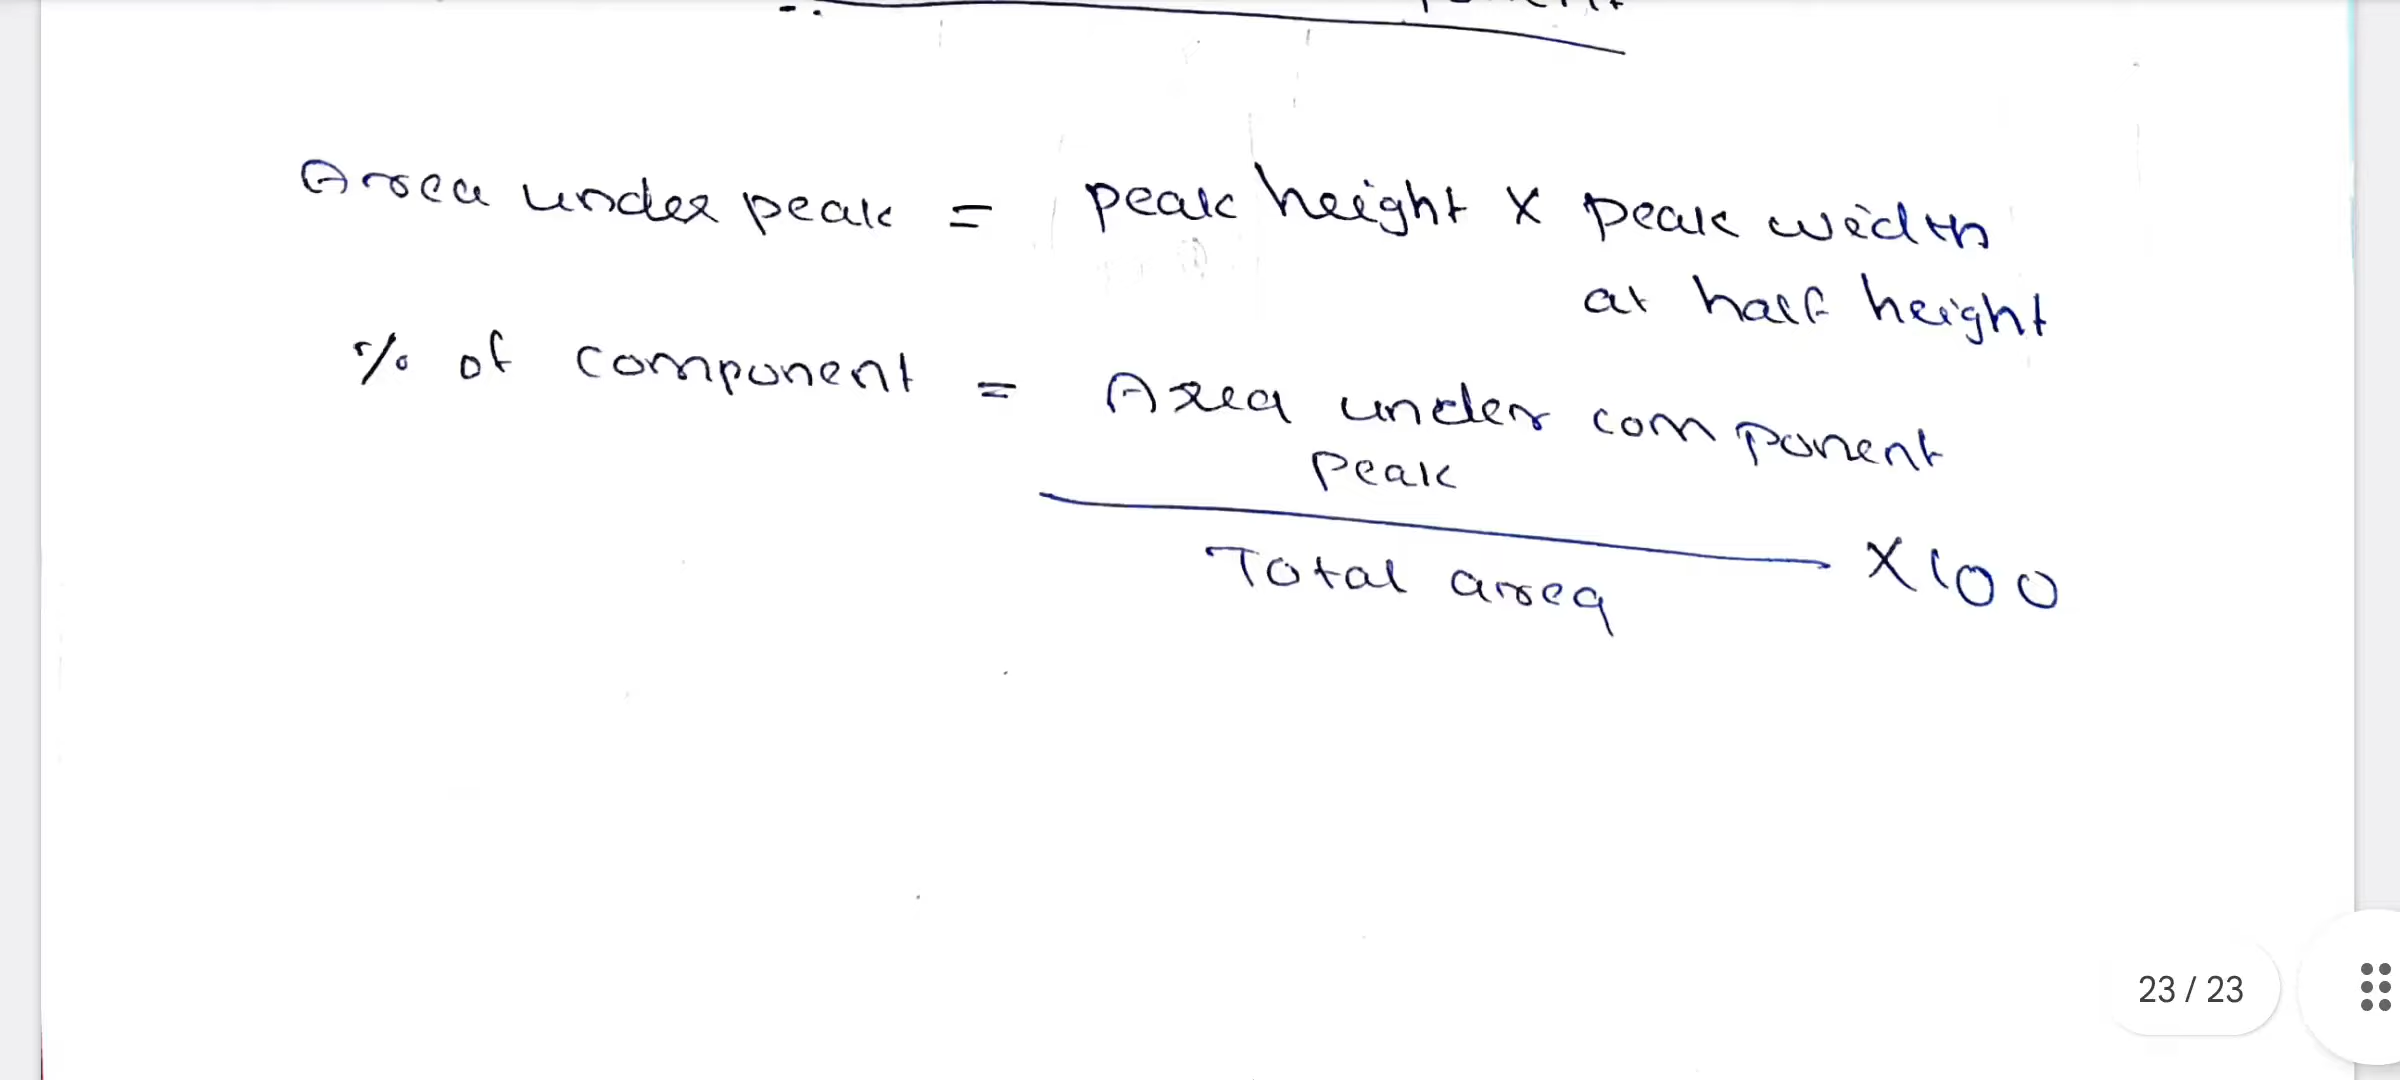 Area under peak = peak height x peak width
at half height
% of component = Area under component
peak
Total area
x 100
23 / 23